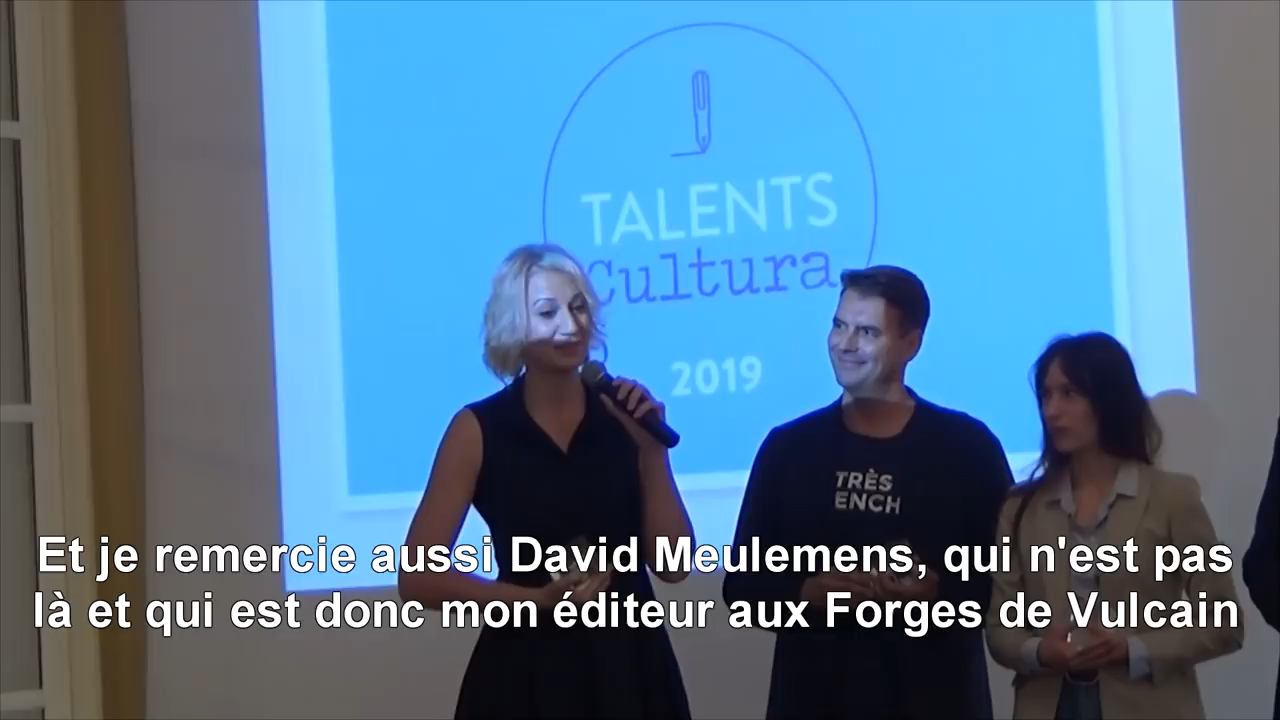 TALENTS
Cultura
2019
TRÈS
ENCH
Et je remercie aussi David Meulemens, qui n'est pas
là et qui est donc mon éditeur aux Forges de Vulcain